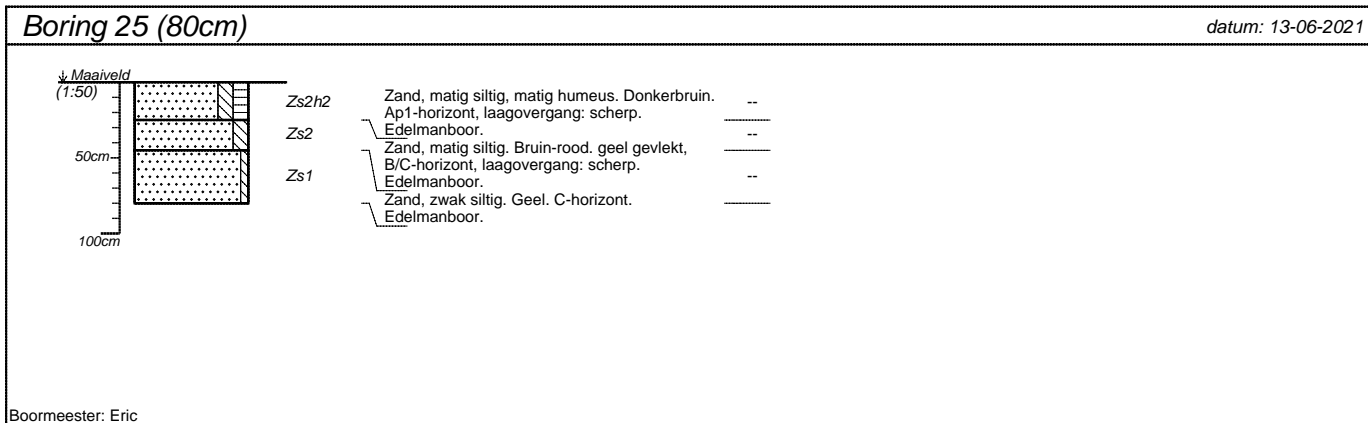 Boring 25 (80cm)
datum: 13-06-2021
Maaiveld
(1:50)
50cm
100cm
Zs2h2
Zand, matig siltig, matig humeus. Donkerbruin.
Ap1-horizont, laagovergang: scherp.
Edelmanboor.
--
Zs2
Zand, matig siltig. Bruin-rood. geel gevlekt,
B/C-horizont, laagovergang: scherp.
Edelmanboor.
--
Zs1
Zand, zwak siltig. Geel. C-horizont.
Edelmanboor.
--
Boormeester: Eric